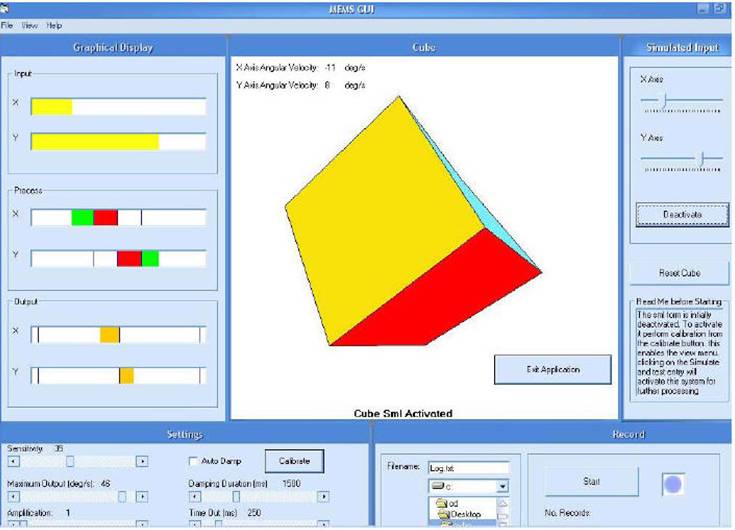 MEMS GUI
File View Help
Graphical Display
Cube
Simulated Input
Input
X
Y
Process
X
Y
Output
X
Y
X Axis Angular Velocity: -11 deg/s
Y Axis Angular Velocity: 8 deg/s
Exit Application
Cube Sml Activated
X Axis
Y Axis
Deactivate
Reset Cube
Read Me before Starting
The sml form is initially
deactivated. To activate
it perform calibration from
the calibrate button. this
enables the view menu.
clicking on the Simulate
and test entry will
activate this system for
further processing
Settings
Sensitivity: 35
Auto Damp
Calibrate
Maximum Output (deg/s): 46
Damping Duration (ms) 1500
Amplification: 1
Time Out (ms) 250
Record
Filename:
Log.txt
c:
cd
Desktop
Start
No. Records: